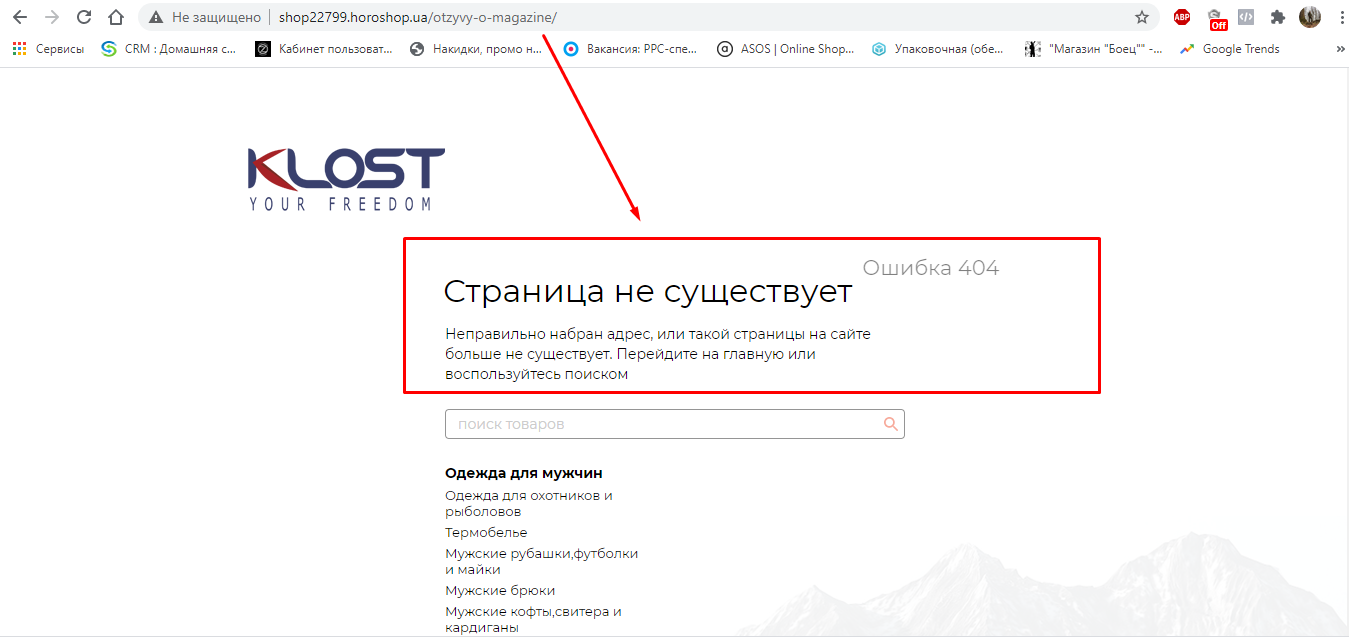 Не защищено shop22799.horoshop.ua/otzyvy-o-magazine/
ABP
Off
Сервисы CRM : Домашняя с... Кабинет пользоват... Накидки, промо н... Вакансия: PPC-спе... ASOS | Online Shop... Упаковочная (обе... "Магазин "Боец"" -... Google Trends »
KLOST
YOUR FREEDOM
Ошибка 404
Страница не существует
Неправильно набран адрес, или такой страницы на сайте
больше не существует. Перейдите на главную или
воспользуйтесь поиском
поиск товаров
Одежда для мужчин
Одежда для охотников и
рыболовов
Термобелье
Мужские рубашки,футболки
и майки
Мужские брюки
Мужские кофты,свитера и
кардиганы